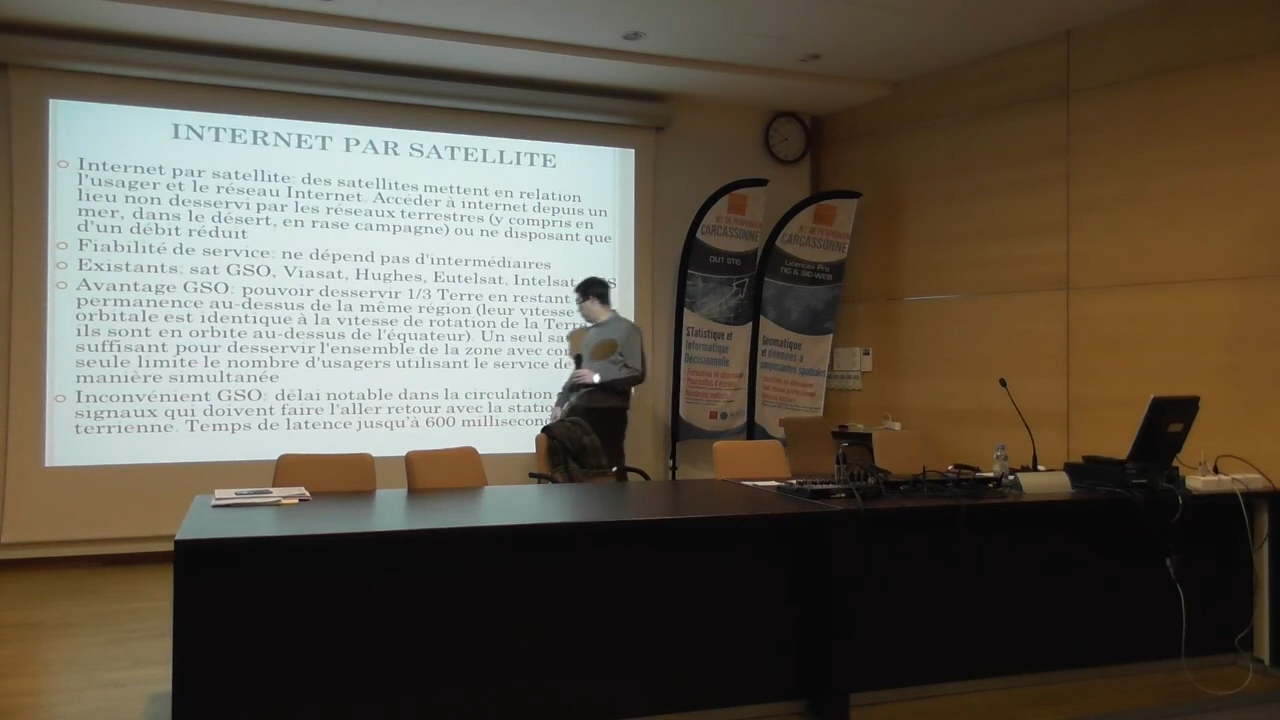 INTERNET PAR SATELLITE
Internet par satellite: des satellites mettent en relation
l'usager et le réseau Internet. Accéder à internet depuis un
lieu non desservi par les réseaux terrestres (y compris en
mer, dans le désert, en rase campagne) ou ne disposant que
d'un débit réduit
Fiabilité de service: ne dépend pas d'intermédiaires
Existants: sat GSO, Viasat, Hughes, Eutelsat, Intelsat
Avantage GSO: pouvoir desservir 1/3 Terre en restant
permanence au-dessus de la même région (leur vitesse
orbitale est identique à la vitesse de rotation de la
ils sont en orbite au-dessus de l'équateur). Un seul
suffisant pour desservir l'ensemble de la zone avec
seule limite le nombre d'usagers utilisant le service
manière simultanée
Inconvénient GSO: délai notable dans la circulation
signaux qui doivent faire l'aller retour avec la
terrienne. Temps de latence jusqu'à 600
CARCASSONNE
DUT STID
STatistique et
Informatique
Décisionnelle
CARCASSONNE
Licences Pro
TIG & SIG-WEB
Géomatique
et données à
composantes spatiales